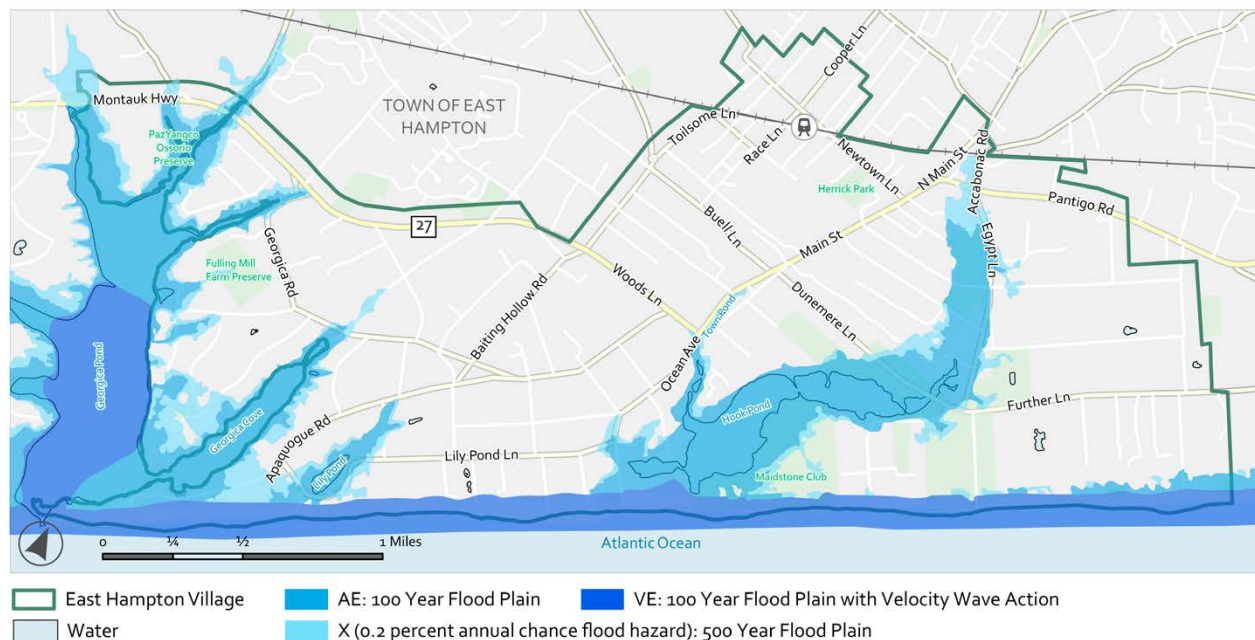 Montauk Hwy
TOWN OF EAST
HAMPTON
PazYangco
Ossorio
Preserve
Toilsome Ln
Cooper Ln
Race Ln
Newtown Ln
N Main St
Accabonac Rd
Herrick Park
Pantigo Rd
27
Georgica Rd
Fulling Mill
Farm Preserve
Buell Ln
Main St
Egypt Ln
Woods Ln
Baiting Hollow Rd
Town Pond
Dunemere Ln
Georgica Pond
Ocean Ave
Hook Pond
Further Ln
Georgica Cove
Apaquogue Rd
Lily Pond
Lily Pond Ln
Maidstone Club
0 ¼ ½ 1 Miles
Atlantic Ocean
East Hampton Village
AE: 100 Year Flood Plain
VE: 100 Year Flood Plain with Velocity Wave Action
Water
X (0.2 percent annual chance flood hazard): 500 Year Flood Plain